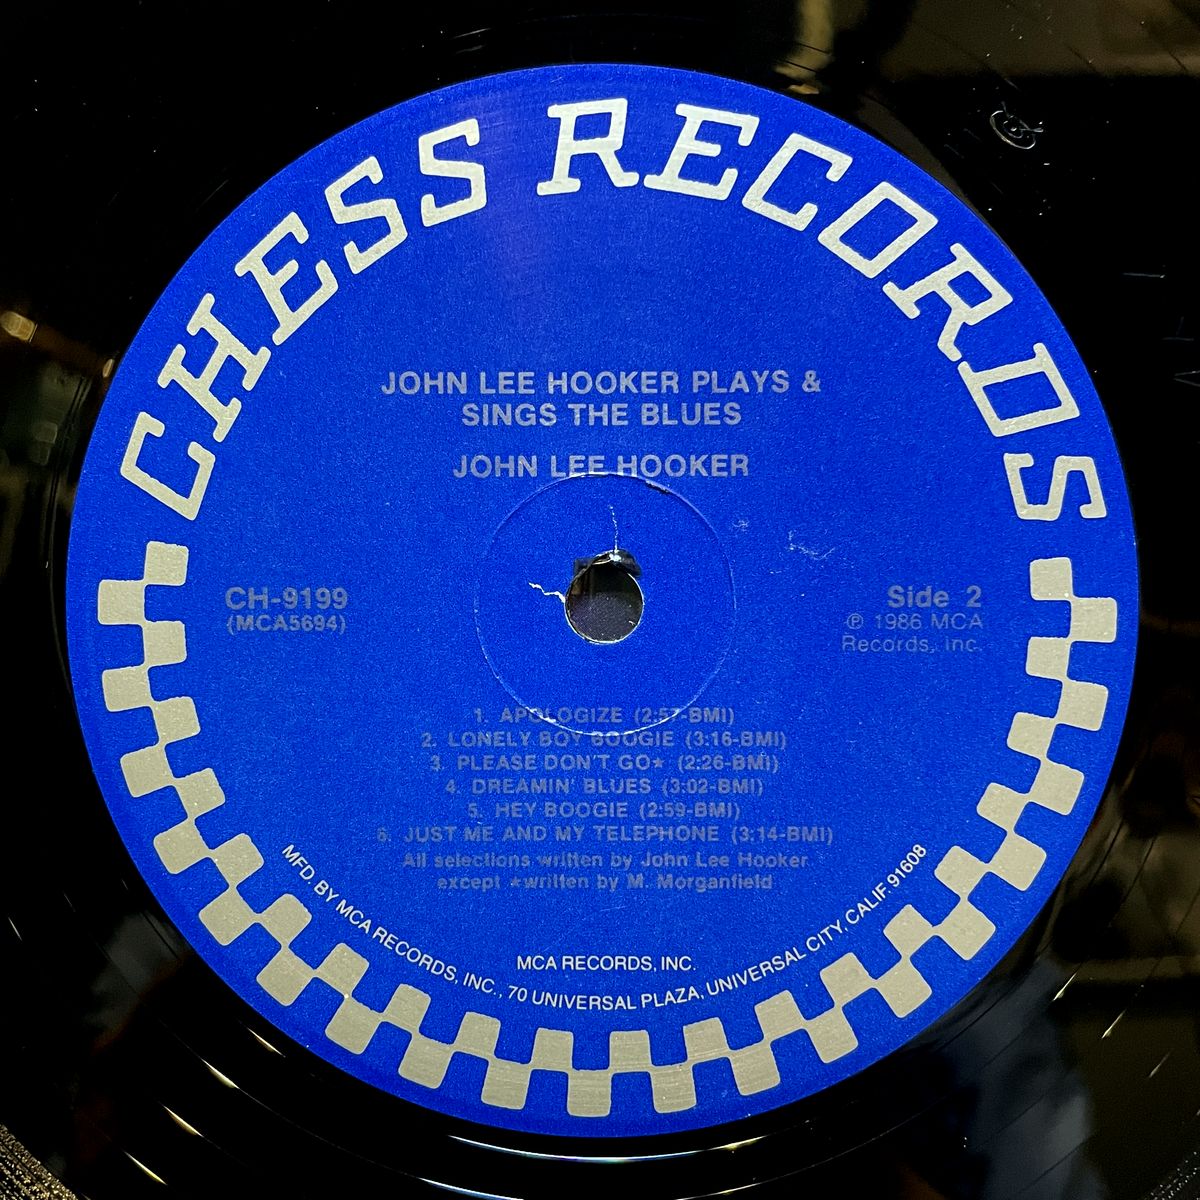 CHESS RECORDS
JOHN LEE HOOKER PLAYS &
SINGS THE BLUES
JOHN LEE HOOKER
CH-9199
(MCA5694)
Side 2
℗ 1986 MCA
Records, Inc.
1. APOLOGIZE (2:57-BMI)
2. LONELY BOY BOOGIE (3:16-BMI)
3. PLEASE DON'T GO★ (2:26-BMI)
4. DREAMIN' BLUES (3:02-BMI)
5. HEY BOOGIE (2:59-BMI)
6. JUST ME AND MY TELEPHONE (3:14-BMI)
All selections written by John Lee Hooker
except ★written by M. Morganfield
MCA RECORDS, INC.
MFD. BY MCA RECORDS, INC., 70 UNIVERSAL PLAZA, UNIVERSAL CITY, CALIF. 91608